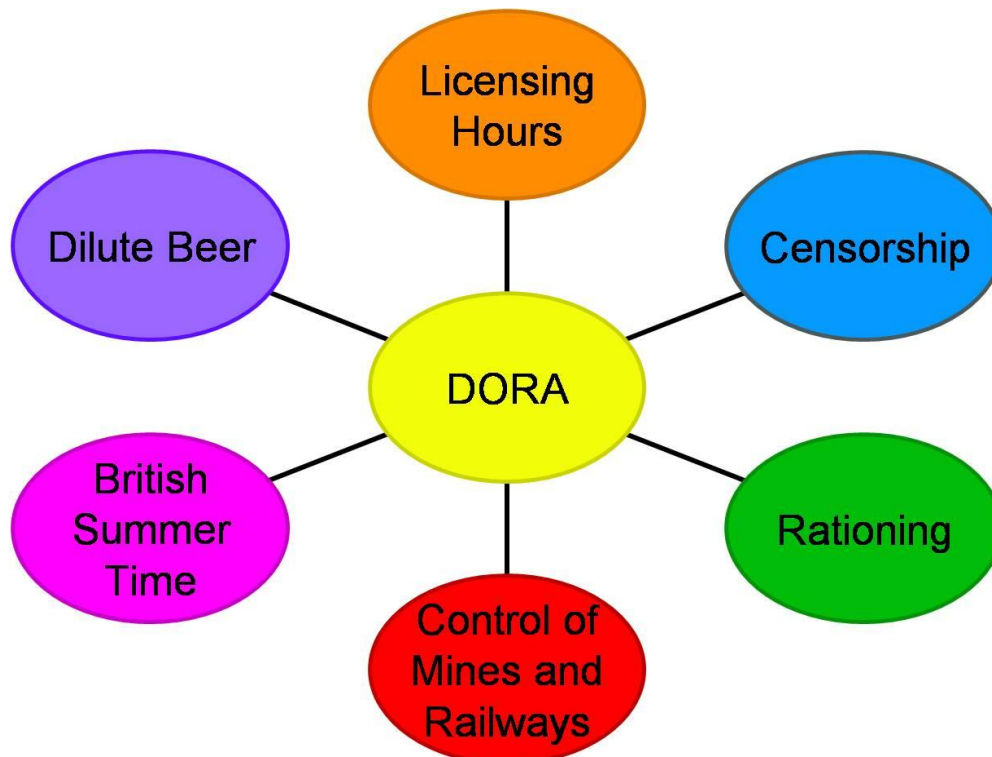 Licensing
Hours
Dilute Beer
Censorship
DORA
British
Summer
Time
Rationing
Control of
Mines and
Railways